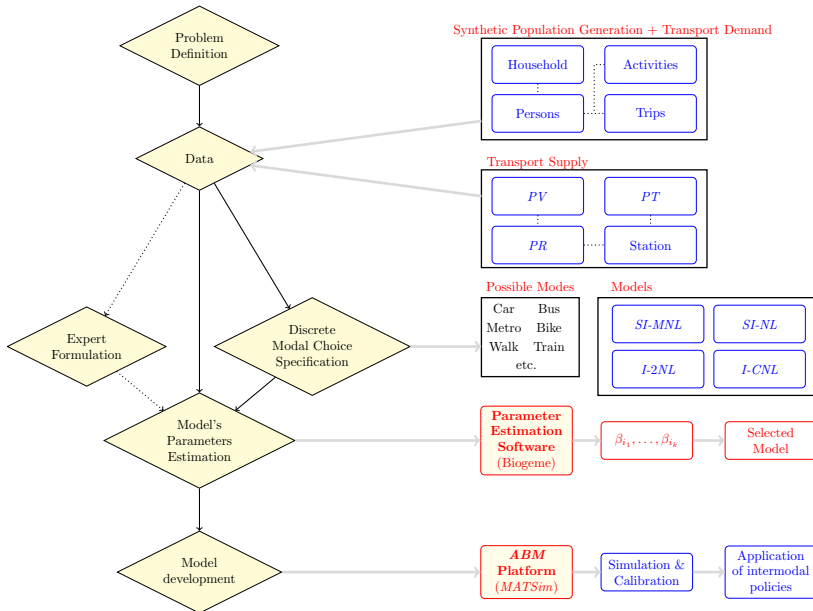 Problem
Definition
Synthetic Population Generation + Transport Demand
Household
Activities
Persons
Trips
Data
Transport Supply
PV
PT
PR
Station
Possible Modes
Car Bus
Metro Bike
Walk Train
etc.
Models
SI-MNL
SI-NL
I-2NL
I-CNL
Expert
Formulation
Discrete
Modal Choice
Specification
Model's
Parameters
Estimation
Parameter
Estimation
Software
(Biogeme)
β_{i_1}, . . . , β_{i_k}
Selected
Model
Model
development
ABM
Platform
(MATSim)
Simulation &
Calibration
Application
of intermodal
policies